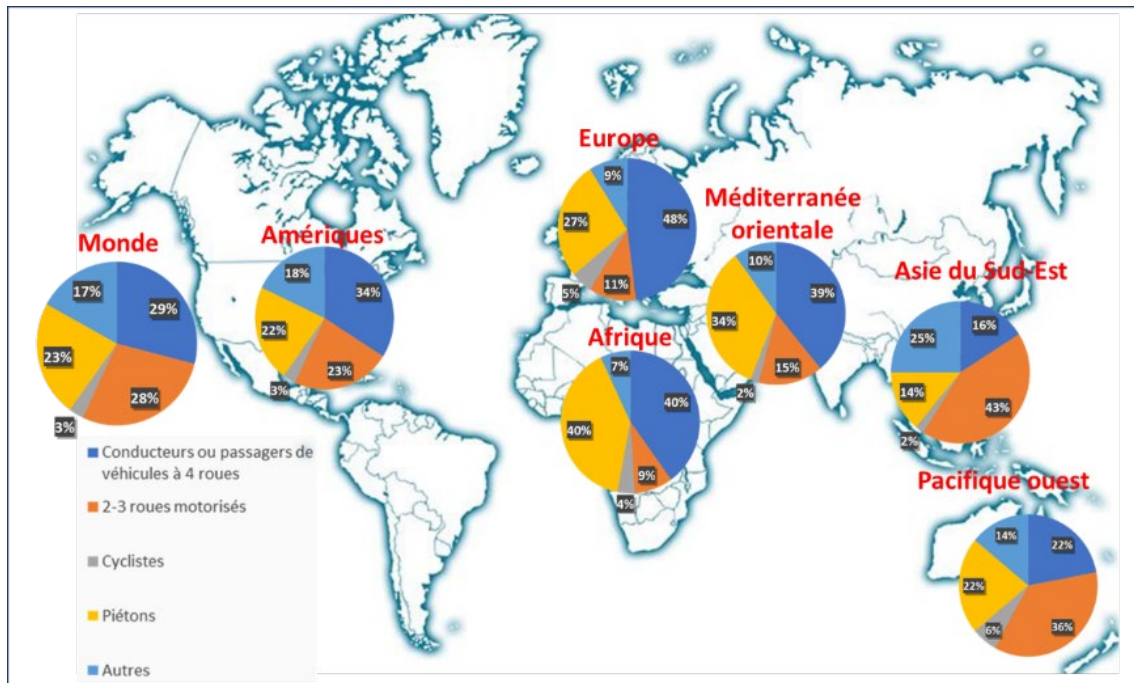 Europe
9%
48%
27%
5%
11%
Méditerranée
orientale
10%
39%
34%
15%
2%
Monde
17%
29%
23%
28%
3%
Amériques
18%
34%
22%
23%
3%
Afrique
7%
40%
40%
9%
4%
Asie du Sud-Est
25%
16%
14%
43%
2%
Pacifique ouest
14%
22%
22%
36%
6%
Conducteurs ou passagers de
véhicules à 4 roues
2-3 roues motorisés
Cyclistes
Piétons
Autres